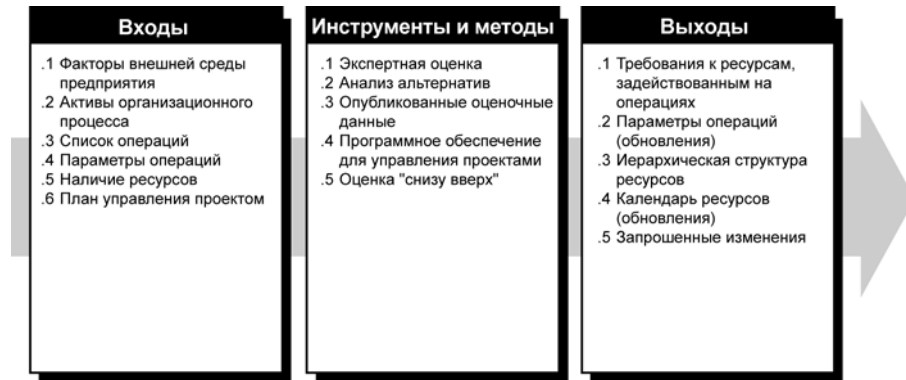 Входы
.1 Факторы внешней среды
предприятия
.2 Активы организационного
процесса
.3 Список операций
.4 Параметры операций
.5 Наличие ресурсов
.6 План управления проектом
Инструменты и методы
.1 Экспертная оценка
.2 Анализ альтернатив
.3 Опубликованные оценочные
данные
.4 Программное обеспечение
для управления проектами
.5 Оценка "снизу вверх"
Выходы
.1 Требования к ресурсам,
задействованным на
операциях
.2 Параметры операций
(обновления)
.3 Иерархическая структура
ресурсов
.4 Календарь ресурсов
(обновления)
.5 Запрошенные изменения